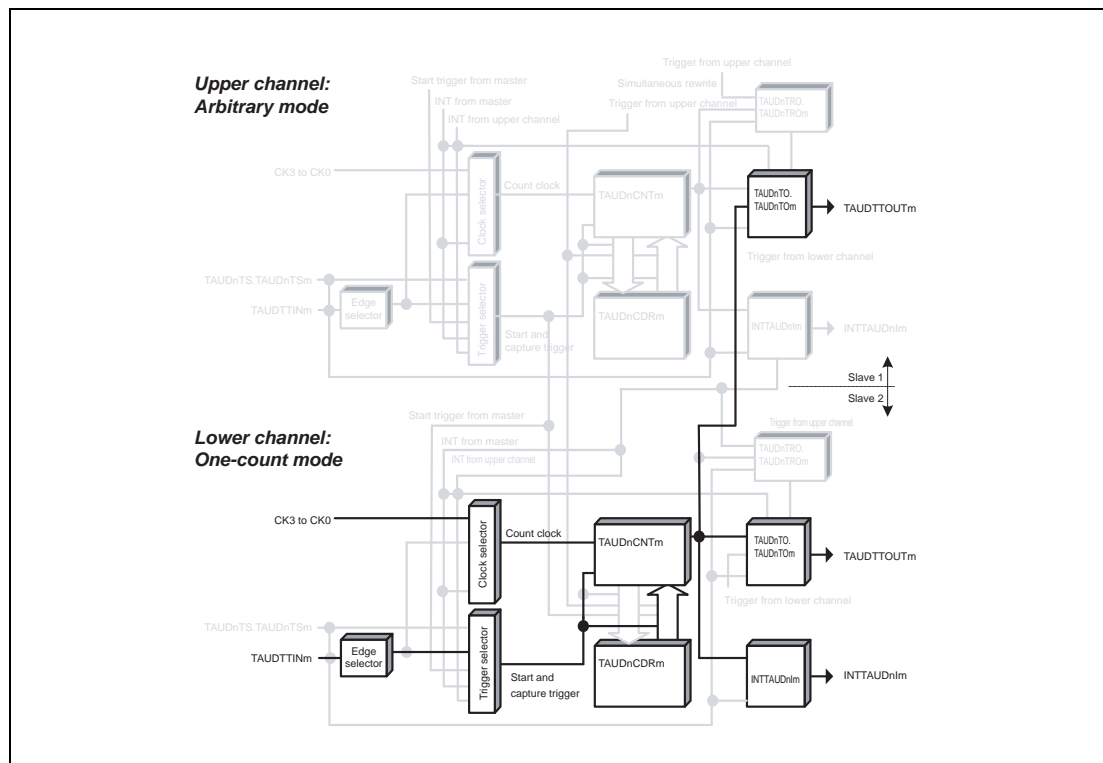 Upper channel:
Arbitrary mode
Trigger from upper channel
Start trigger from master
Simultaneous rewrite
INT from master
Trigger from upper channel
INT from upper channel
TAUDnTRO.
TAUDnTROm
CK3 to CK0
Clock selector
Count clock
TAUDnCNTm
TAUDnTO.
TAUDnTOm
TAUDTTOUTm
Trigger from lower channel
TAUDnTS.TAUDnTSm
TAUDTTINm
Edge
selector
Trigger selector
Start and
capture trigger
TAUDnCDRm
INTTAUDnIm
INTTAUDnIm
Slave 1
Slave 2
Lower channel:
One-count mode
Start trigger from master
INT from master
INT from upper channel
Trigger from upper channel
TAUDnTRO.
TAUDnTROm
CK3 to CK0
Clock selector
Count clock
TAUDnCNTm
TAUDnTO.
TAUDnTOm
TAUDTTOUTm
Trigger from lower channel
TAUDnTS.TAUDnTSm
TAUDTTINm
Edge
selector
Trigger selector
Start and
capture trigger
TAUDnCDRm
INTTAUDnIm
INTTAUDnIm